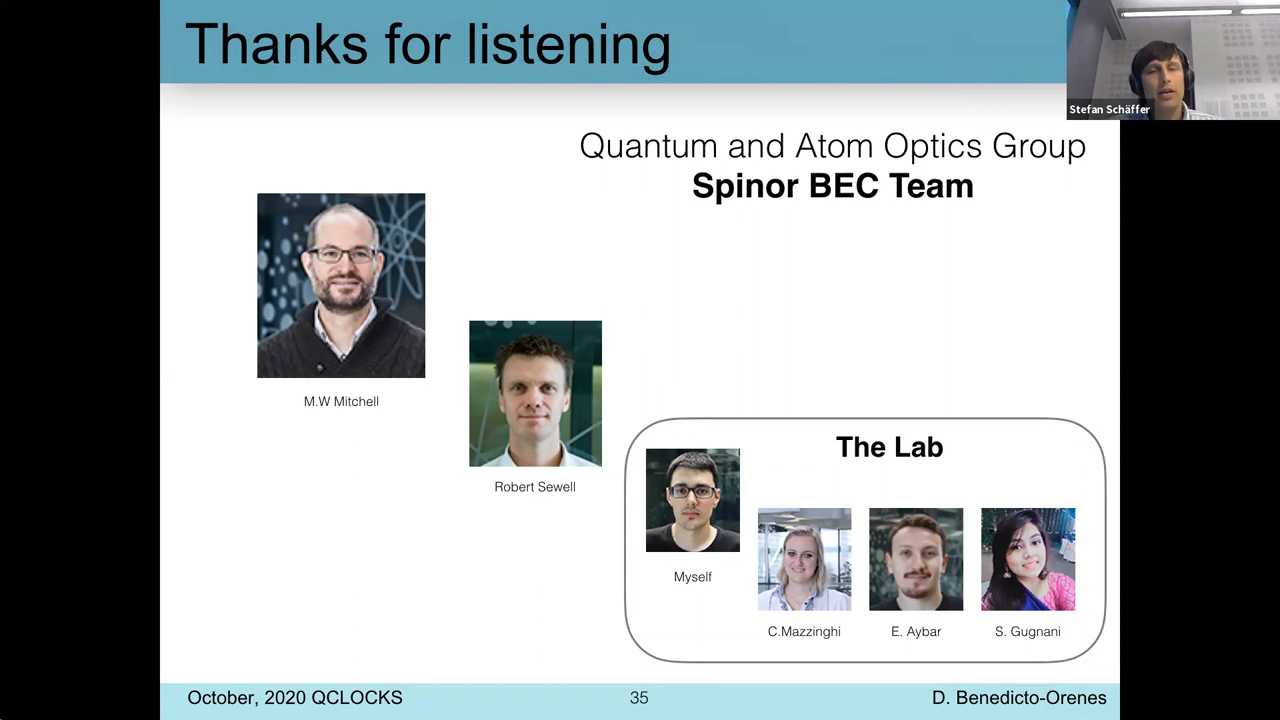 Thanks for listening
Stefan Schäffer
Quantum and Atom Optics Group
Spinor BEC Team
M.W Mitchell
Robert Sewell
The Lab
Myself
C.Mazzinghi
E. Aybar
S. Gugnani
October, 2020 QCLOCKS
35
D. Benedicto-Orenes